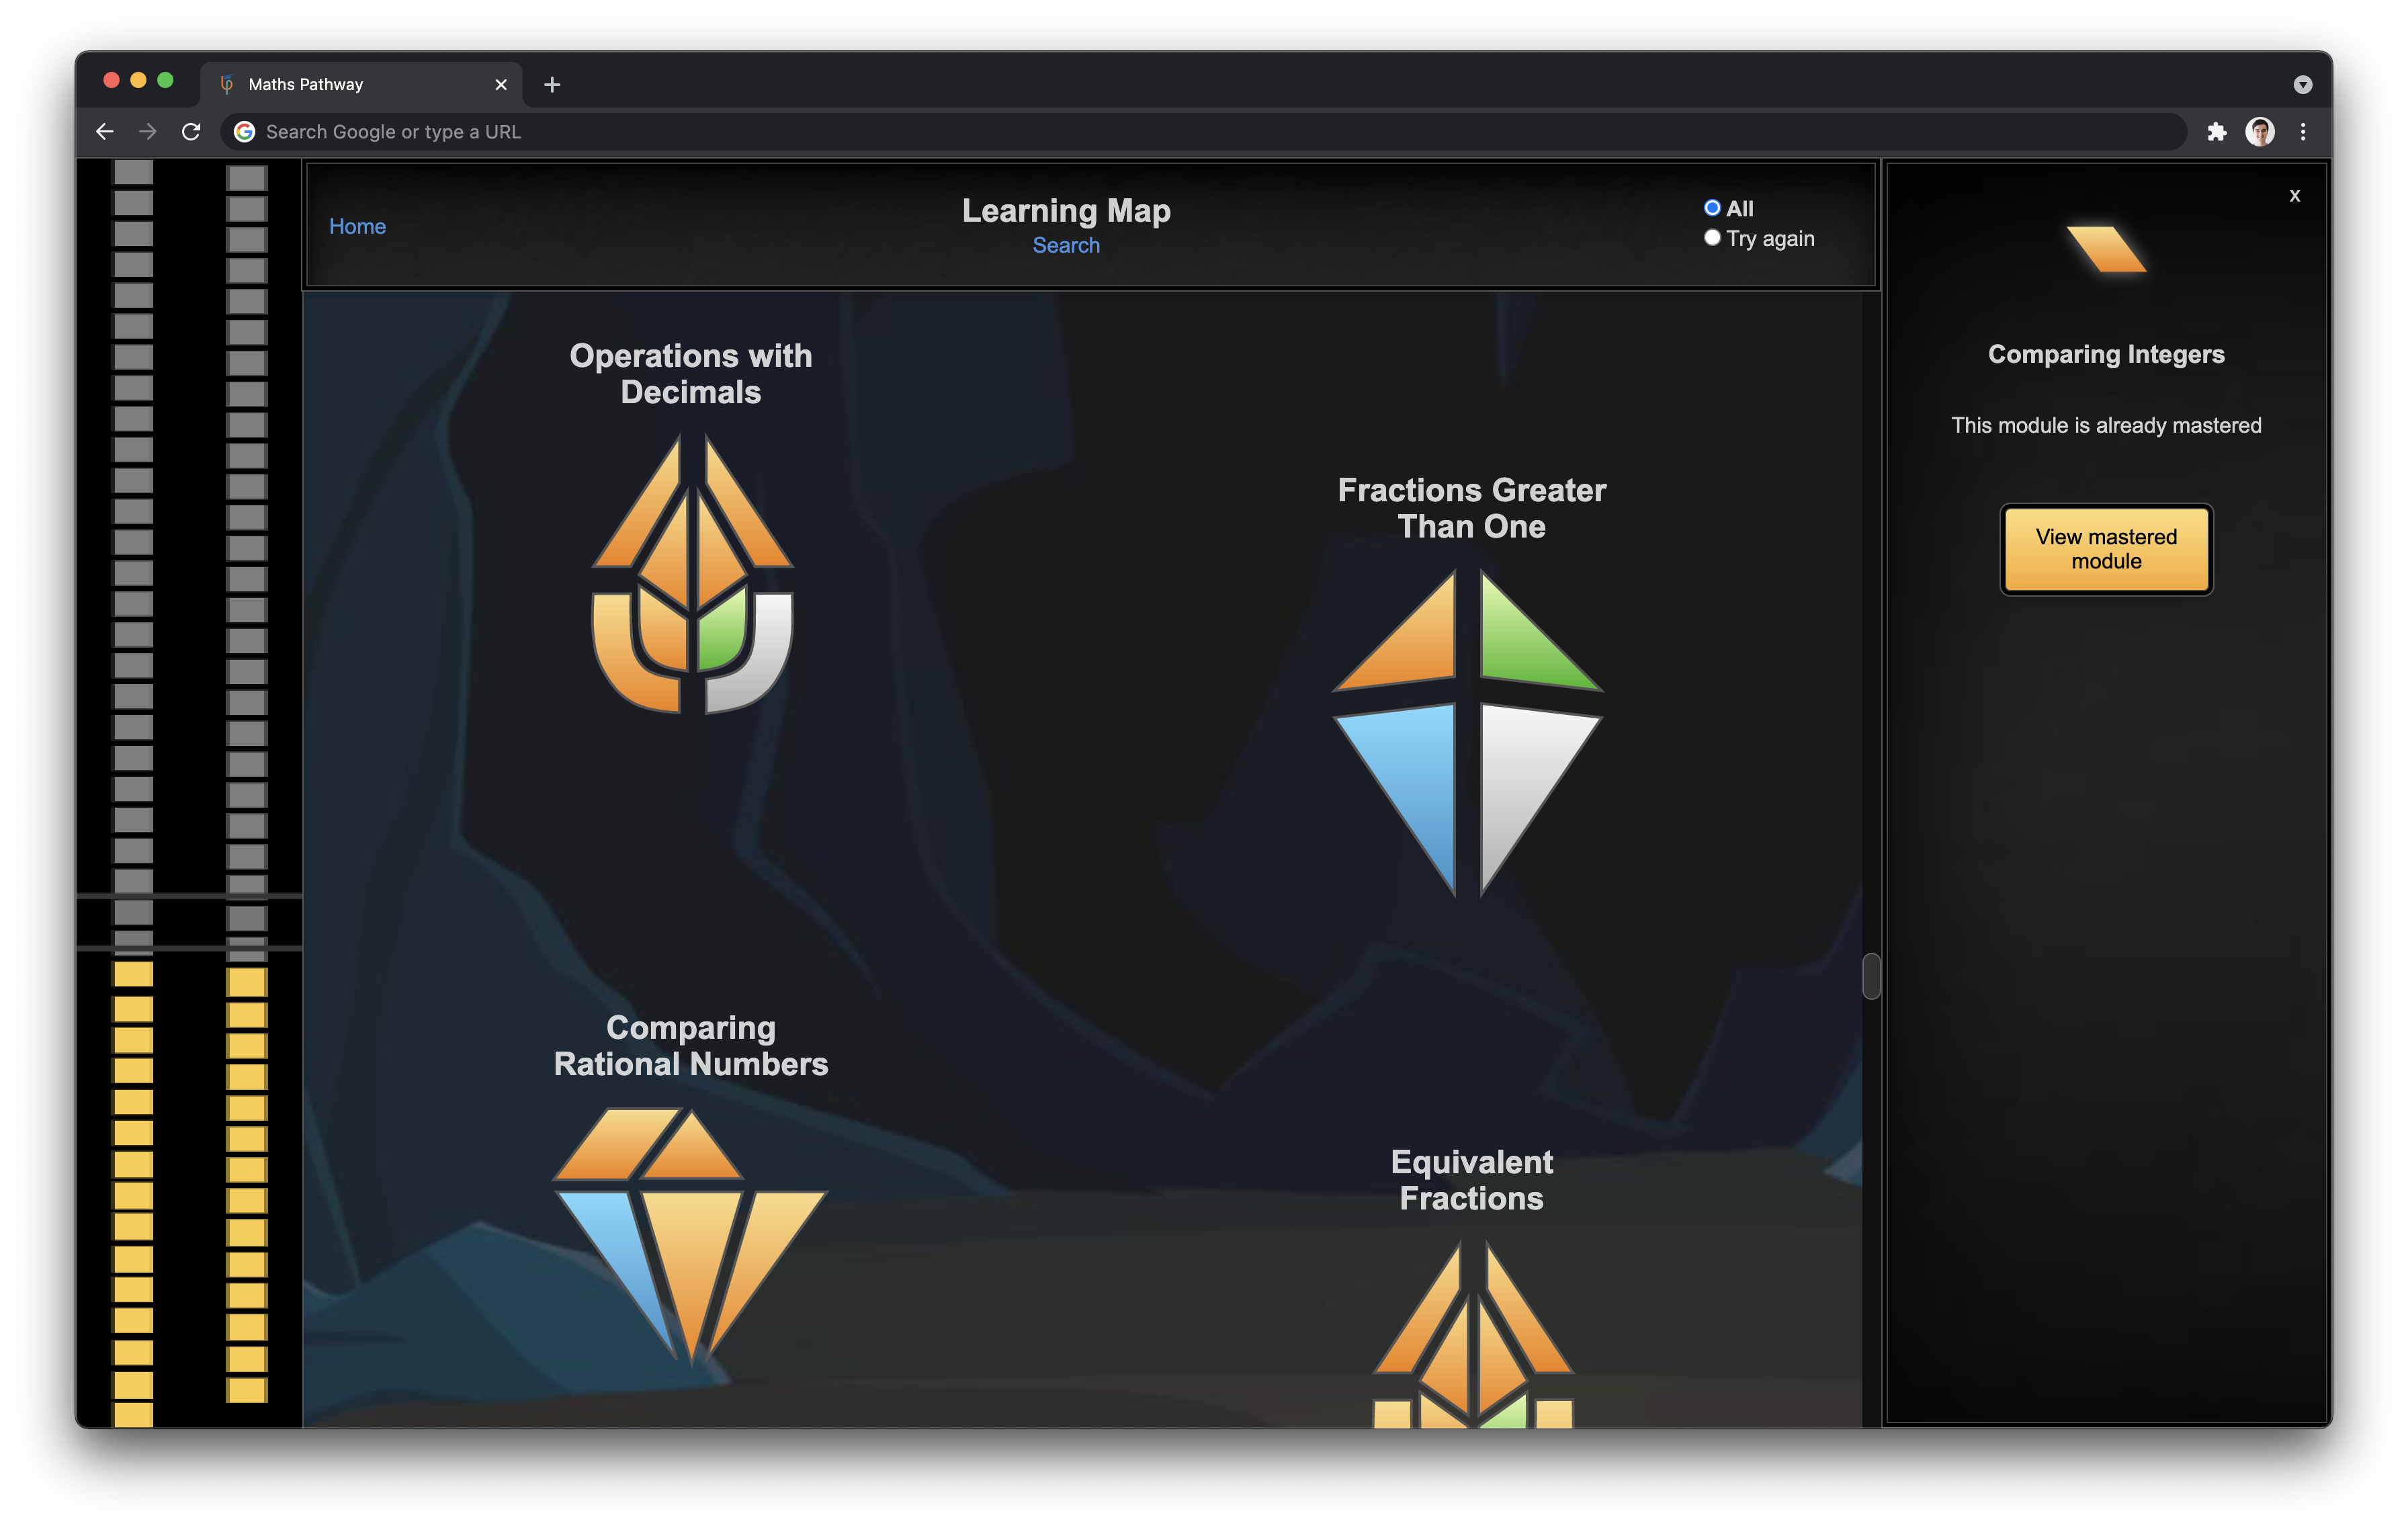 Maths Pathway
Search Google or type a URL
Home
Learning Map
Search
All
Try again
Operations with
Decimals
Fractions Greater
Than One
Comparing
Rational Numbers
Equivalent
Fractions
x
Comparing Integers
This module is already mastered
View mastered
module